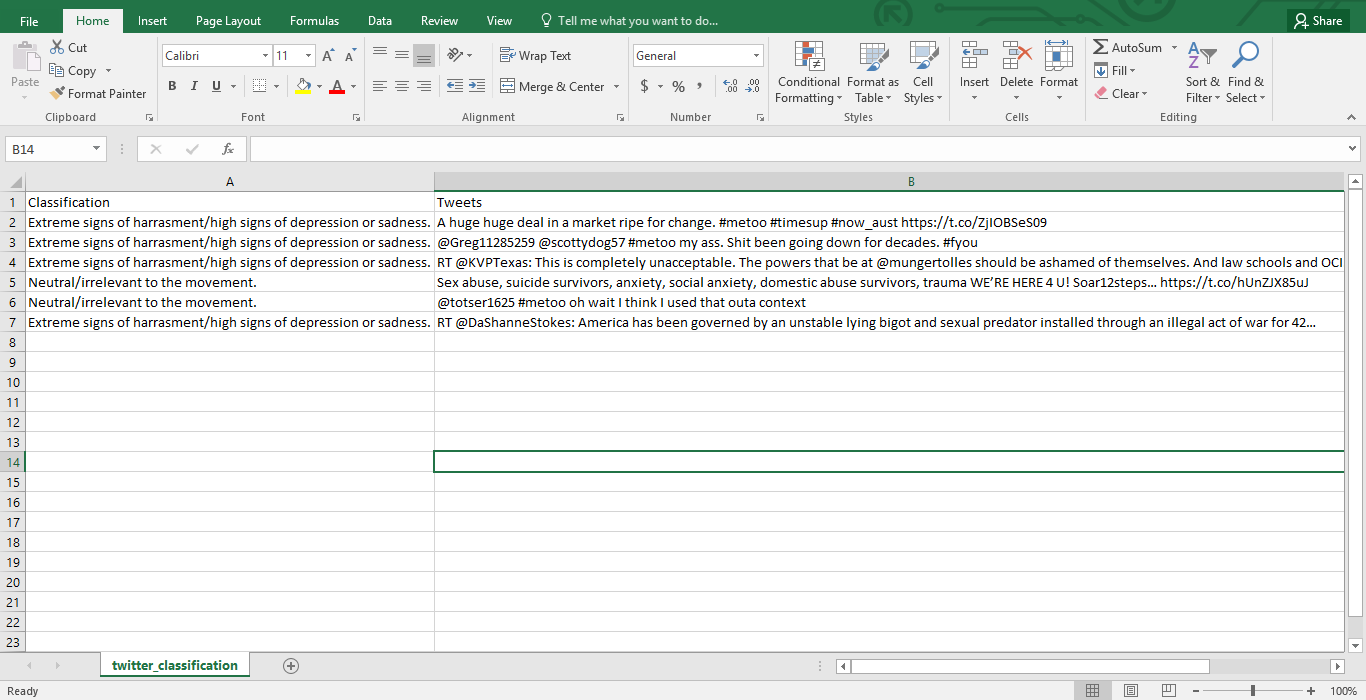 File Home Insert Page Layout Formulas Data Review View Tell me what you want to do... Share
Cut
Copy
Format Painter
Paste
Clipboard
Calibri 11
A A
B I U
A
Font
Wrap Text
Merge & Center
Alignment
General
$ % ,
Number
Conditional Formatting
Format as Table
Cell Styles
Styles
Insert Delete Format
Cells
AutoSum
Fill
Clear
Sort & Filter
Find & Select
Editing
B14 fx
A B
1 Classification Tweets
2 Extreme signs of harrasment/high signs of depression or sadness. A huge huge deal in a market ripe for change. #metoo #timesup #now_aust https://t.co/ZjIOBSeS09
3 Extreme signs of harrasment/high signs of depression or sadness. @Greg11285259 @scottydog57 #metoo my ass. Shit been going down for decades. #fyou
4 Extreme signs of harrasment/high signs of depression or sadness. RT @KVPTexas: This is completely unacceptable. The powers that be at @mungertolles should be ashamed of themselves. And law schools and OCI
5 Neutral/irrelevant to the movement. Sex abuse, suicide survivors, anxiety, social anxiety, domestic abuse survivors, trauma WE’RE HERE 4 U! Soar12steps… https://t.co/hUnZJX85uJ
6 Neutral/irrelevant to the movement. @totser1625 #metoo oh wait I think I used that outa context
7 Extreme signs of harrasment/high signs of depression or sadness. RT @DaShanneStokes: America has been governed by an unstable lying bigot and sexual predator installed through an illegal act of war for 42…
8
9
10
11
12
13
14
15
16
17
18
19
20
21
22
23
twitter_classification
Ready 100%